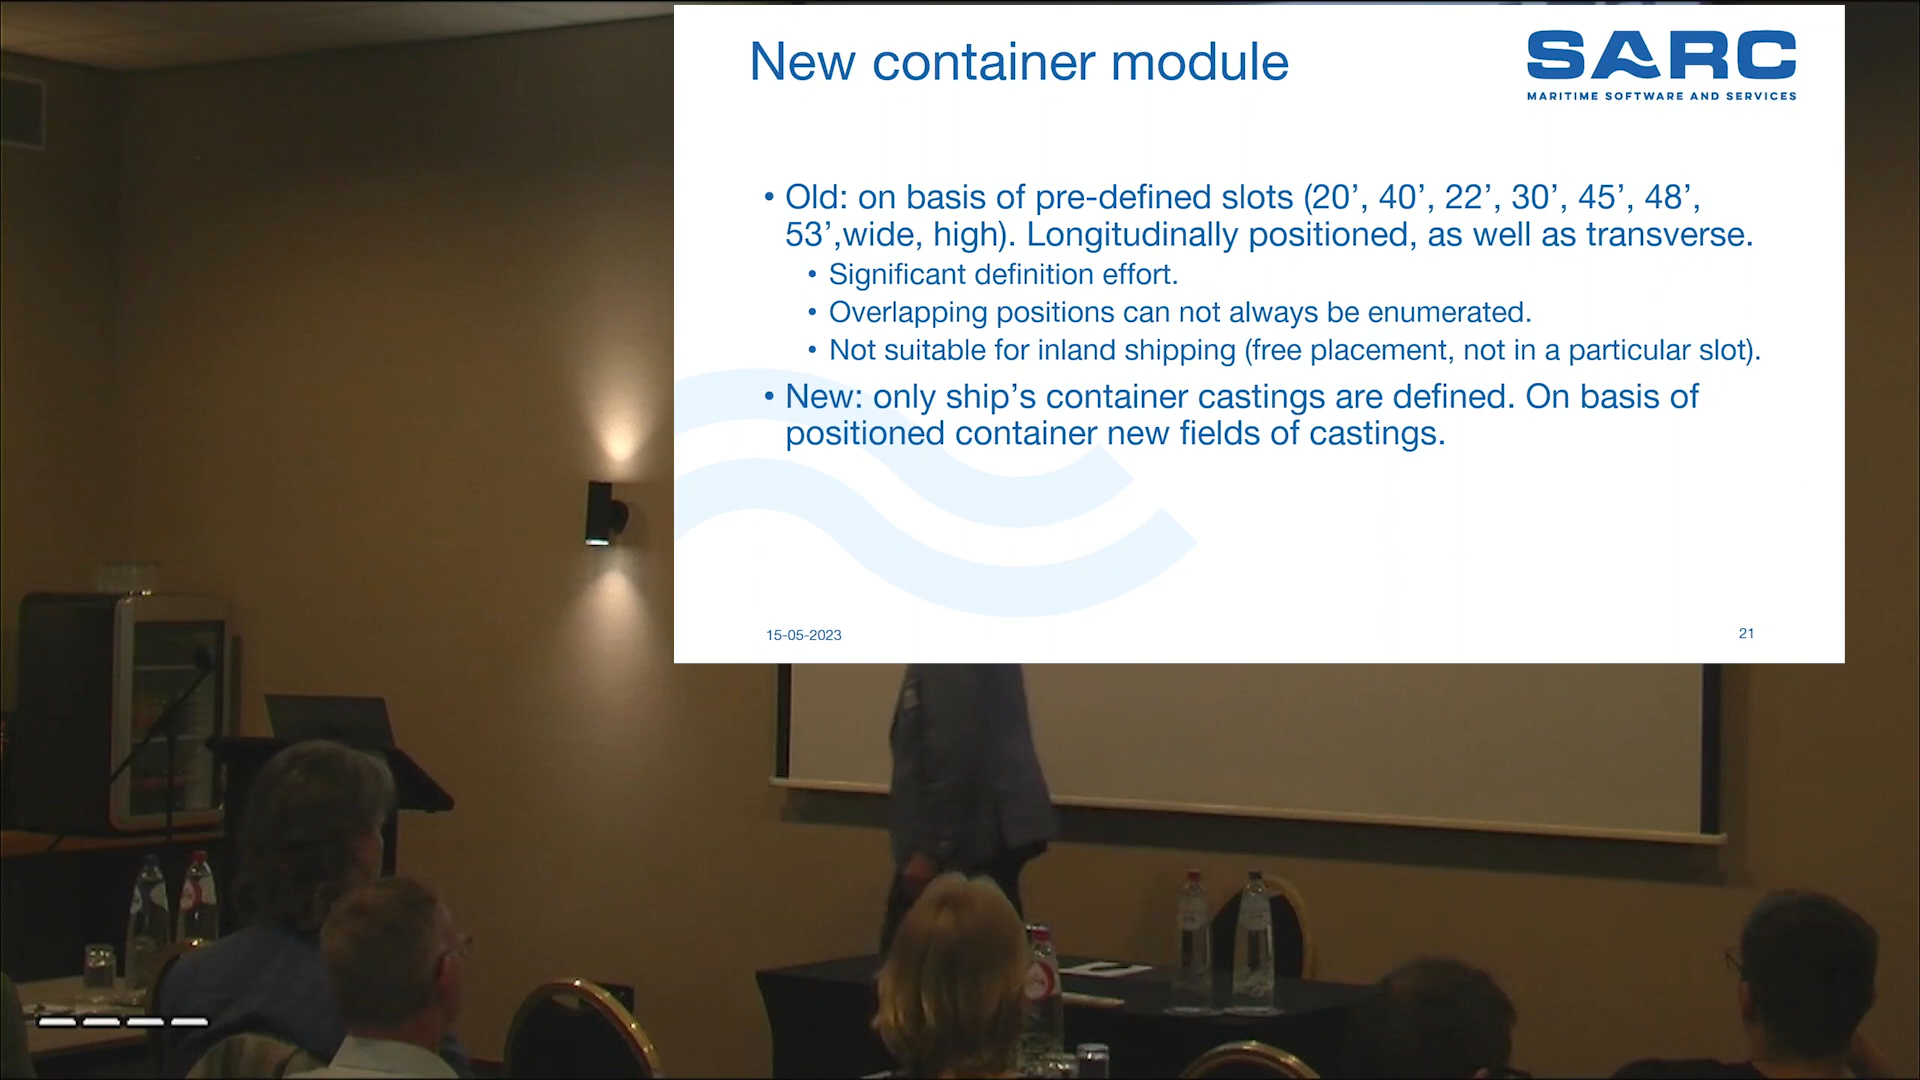 New container module
SARC
MARITIME SOFTWARE AND SERVICES
• Old: on basis of pre-defined slots (20’, 40’, 22’, 30’, 45’, 48’,
53’,wide, high). Longitudinally positioned, as well as transverse.
• Significant definition effort.
• Overlapping positions can not always be enumerated.
• Not suitable for inland shipping (free placement, not in a particular slot).
• New: only ship’s container castings are defined. On basis of
positioned container new fields of castings.
15-05-2023
21